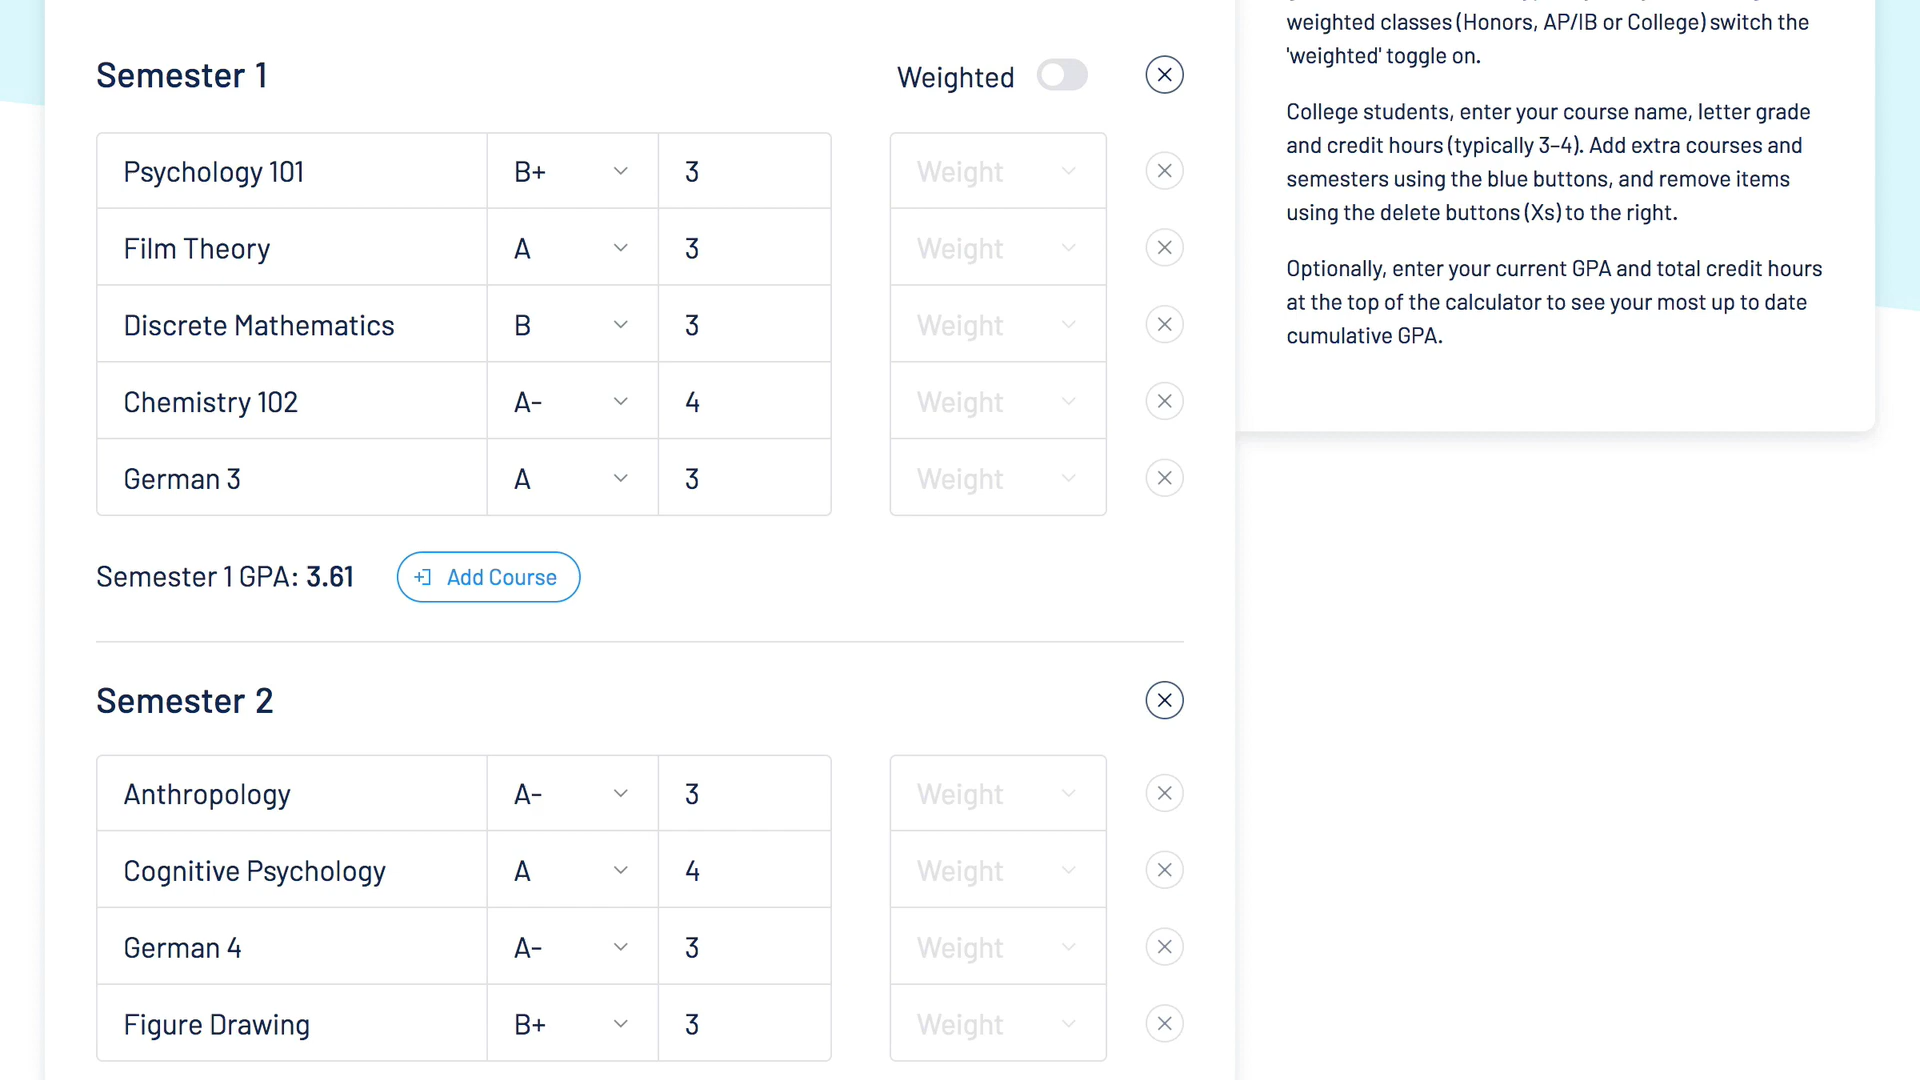 Semester 1
Weighted
Psychology 101 B+ 3 Weight
Film Theory A 3 Weight
Discrete Mathematics B 3 Weight
Chemistry 102 A- 4 Weight
German 3 A 3 Weight
Semester 1 GPA: 3.61
Add Course
Semester 2
Anthropology A- 3 Weight
Cognitive Psychology A 4 Weight
German 4 A- 3 Weight
Figure Drawing B+ 3 Weight
weighted classes (Honors, AP/IB or College) switch the
'weighted' toggle on.
College students, enter your course name, letter grade
and credit hours (typically 3–4). Add extra courses and
semesters using the blue buttons, and remove items
using the delete buttons (Xs) to the right.
Optionally, enter your current GPA and total credit hours
at the top of the calculator to see your most up to date
cumulative GPA.